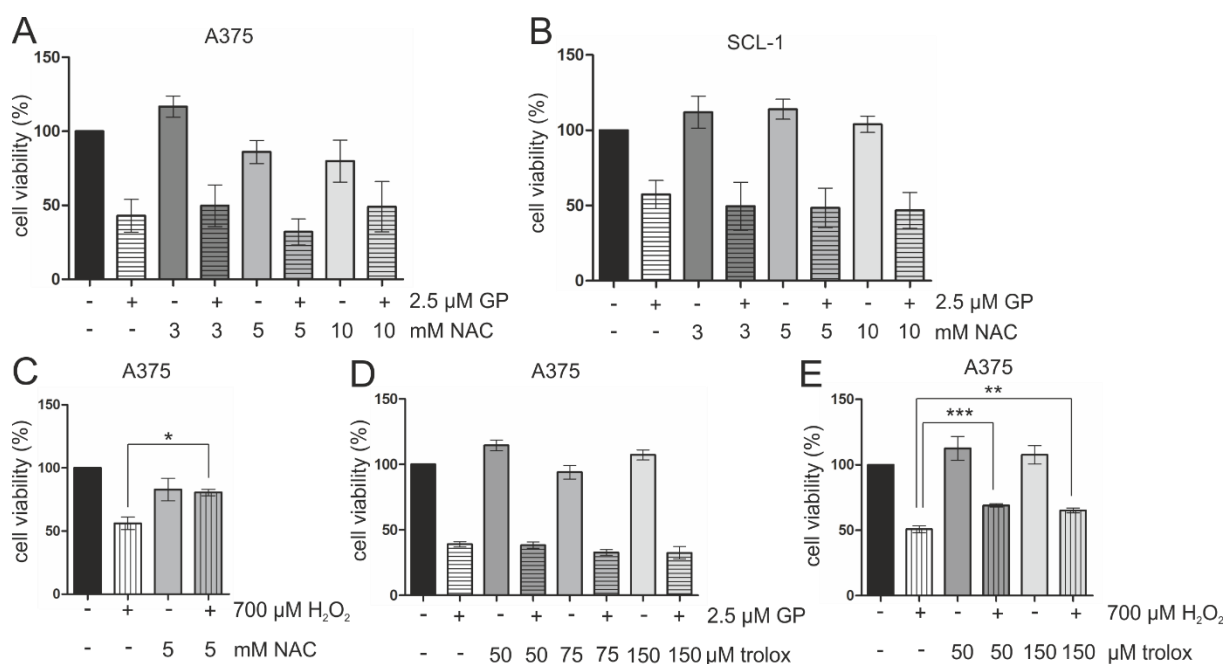 A
A375
cell viability (%)
150
100
50
0
- + - + - + - + 2.5 µM GP
- - 3 3 5 5 10 10 mM NAC
B
SCL-1
cell viability (%)
150
100
50
0
- + - + - + - + 2.5 µM GP
- - 3 3 5 5 10 10 mM NAC
C
A375
cell viability (%)
150
100
50
0
*
- + - + 700 µM H₂O₂
- - 5 5 mM NAC
D
A375
cell viability (%)
150
100
50
0
- + - + - + - + 2.5 µM GP
- - 50 50 75 75 150 150 µM trolox
E
A375
cell viability (%)
150
100
50
0
**
***
- + - + - + 700 µM H₂O₂
- - 50 50 150 150 µM trolox